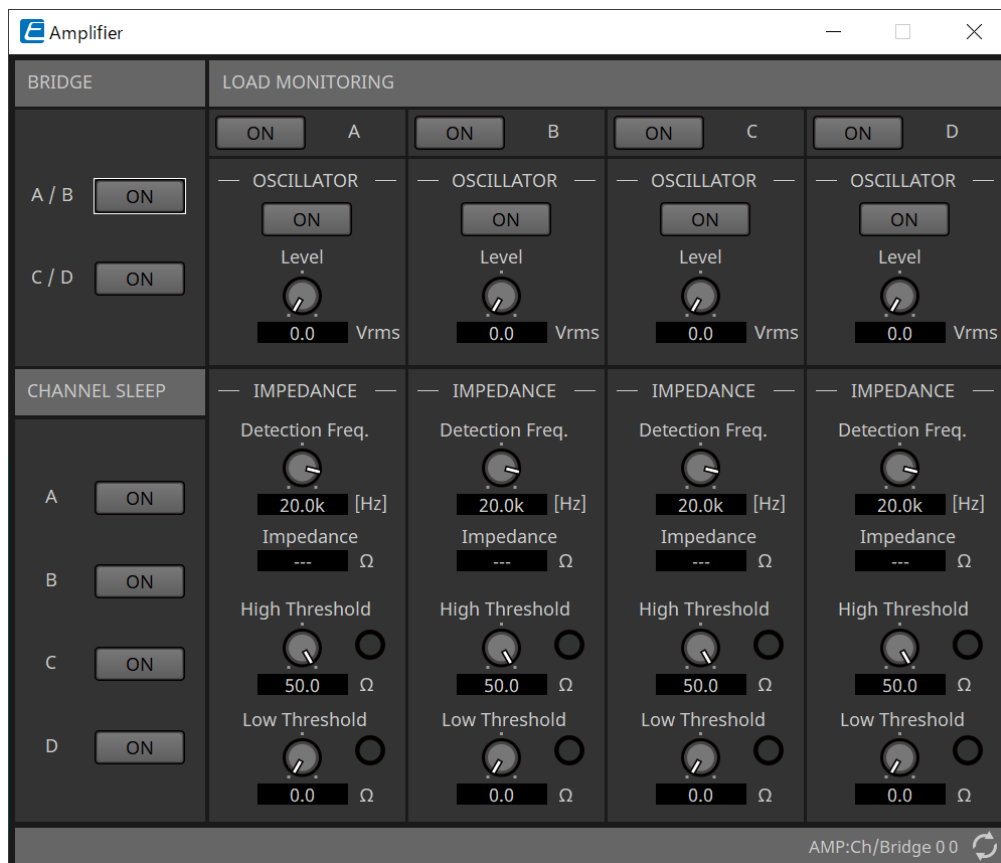 E Amplifier
BRIDGE LOAD MONITORING
ON A ON B ON C ON D
A / B ON
C / D ON
OSCILLATOR OSCILLATOR OSCILLATOR OSCILLATOR
ON ON ON ON
Level Level Level Level
0.0 Vrms 0.0 Vrms 0.0 Vrms 0.0 Vrms
CHANNEL SLEEP
A ON
B ON
C ON
D ON
IMPEDANCE IMPEDANCE IMPEDANCE IMPEDANCE
Detection Freq. Detection Freq. Detection Freq. Detection Freq.
20.0k [Hz] 20.0k [Hz] 20.0k [Hz] 20.0k [Hz]
Impedance Impedance Impedance Impedance
--- Ω --- Ω --- Ω --- Ω
High Threshold High Threshold High Threshold High Threshold
50.0 Ω 50.0 Ω 50.0 Ω 50.0 Ω
Low Threshold Low Threshold Low Threshold Low Threshold
0.0 Ω 0.0 Ω 0.0 Ω 0.0 Ω
AMP:Ch/Bridge 0 0